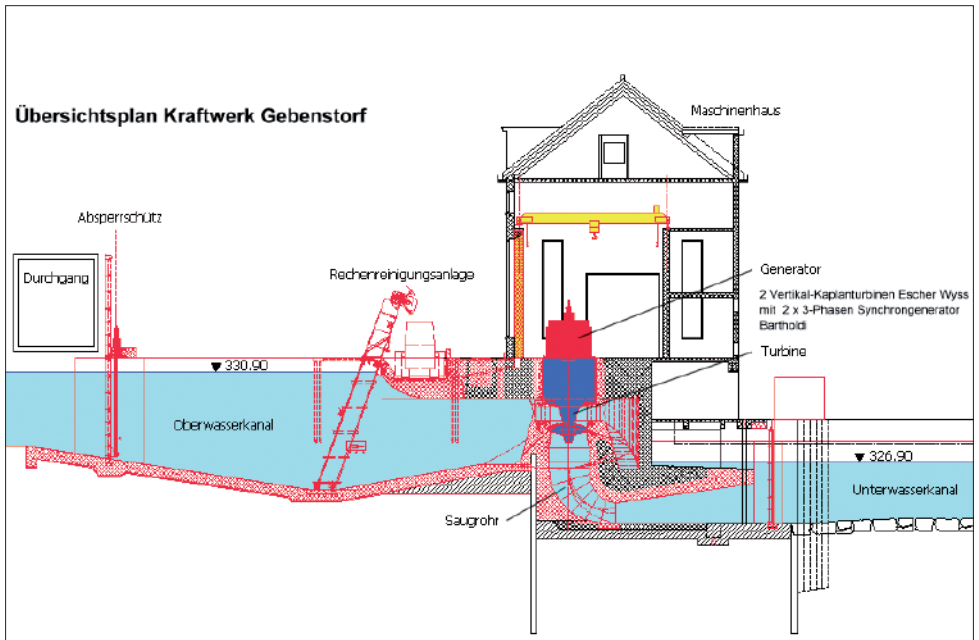 Übersichtsplan Kraftwerk Gebenstorf
Maschinenhaus
Absperrschütz
Durchgang
Rechenreinigungsanlage
Generator
2 Vertikal-Kaplanturbinen Escher Wyss
mit 2 x 3-Phasen Synchrongenerator
Bartholdi
Turbine
330.90
Oberwasserkanal
326.90
Unterwasserkanal
Saugrohr